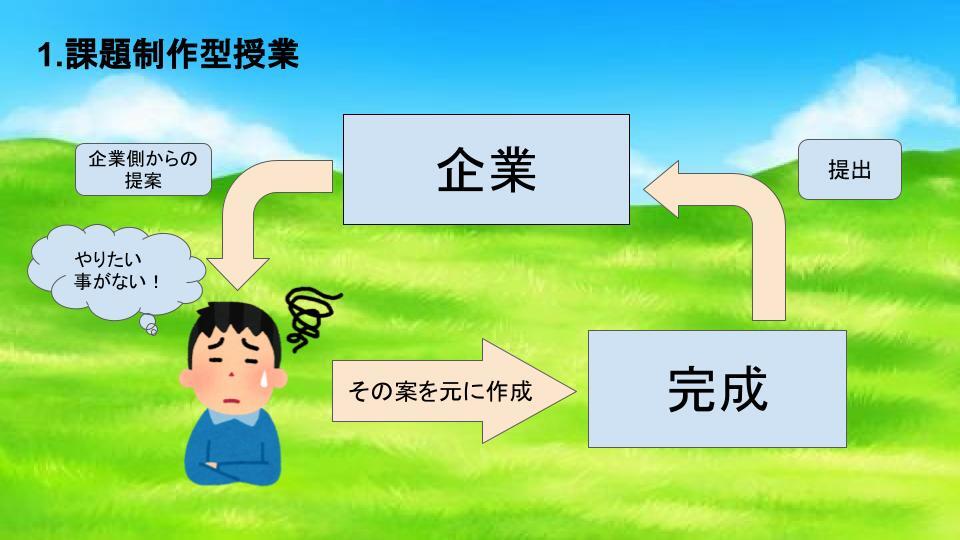 1.課題制作型授業
企業側からの
提案
企業
提出
やりたい
事がない！
その案を元に作成
完成